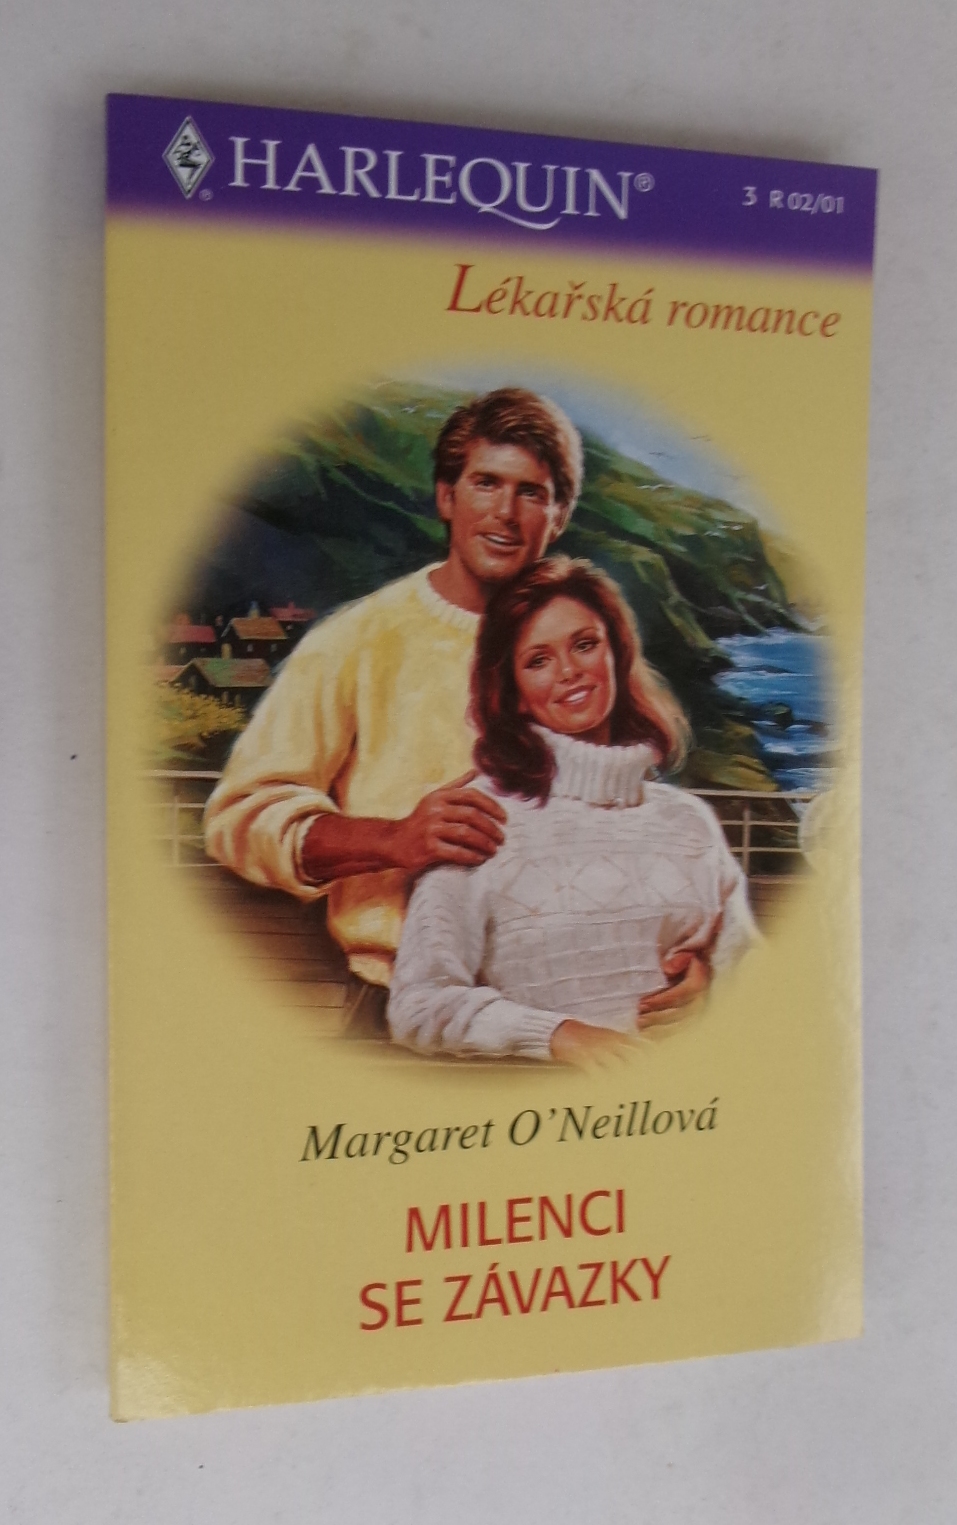 HARLEQUIN®
3 R 02/01
Lékařská romance
Margaret O’Neillová
MILENCI
SE ZÁVAZKY